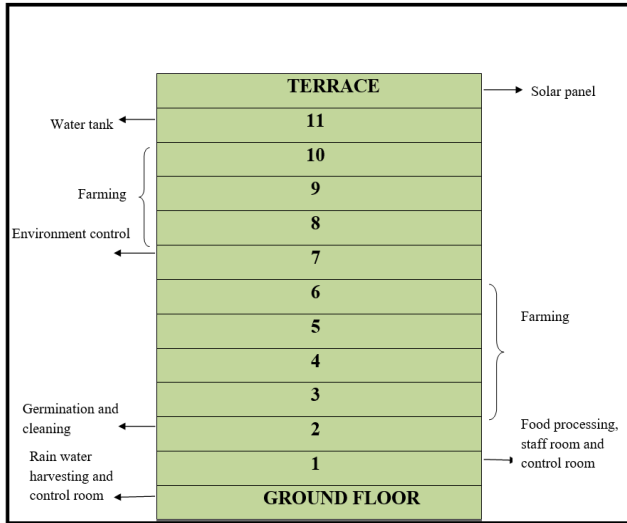 TERRACE
Solar panel
Water tank
11
10
Farming
9
8
Environment control
7
6
Farming
5
4
3
Germination and
cleaning
2
Food processing,
staff room and
control room
1
Rain water
harvesting and
control room
GROUND FLOOR